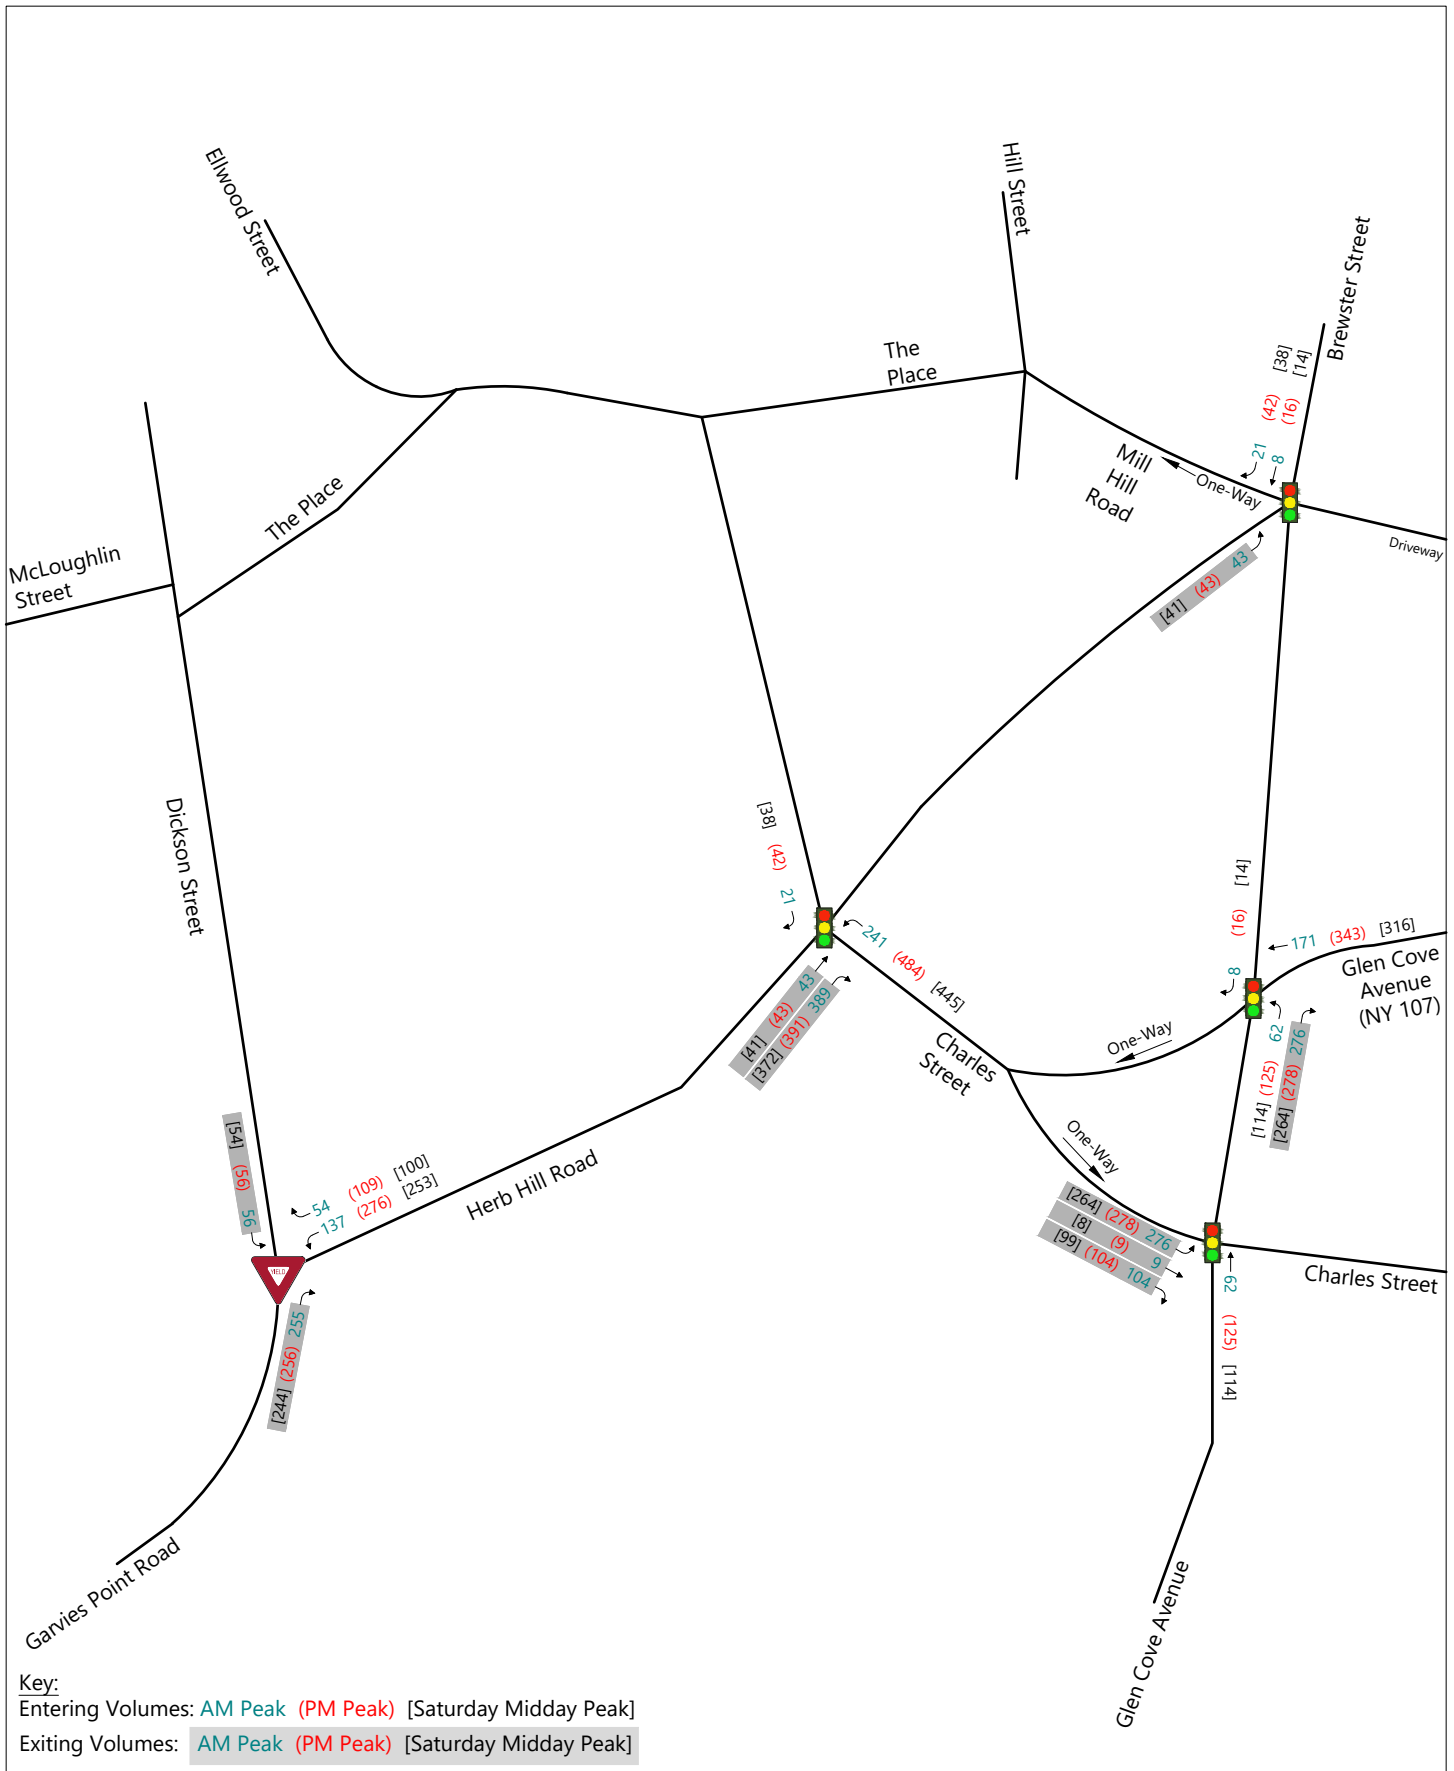 Ellwood Street
Hill Street
Brewster Street
The
Place
[38]
[14]
(42)
(16)
21
8
Mill
Hill
Road
One-Way
Driveway
The Place
McLoughlin
Street
[41] (43) 43
Dickson Street
[38] (42) 21
241 (484) [445]
[14]
(16)
8
171 (343) [316]
Glen Cove
Avenue
(NY 107)
[41] (43) 43
[372] (391) 389
Charles
Street
One-Way
[114] (125) 62
[264] (278) 276
One-Way
[54] (56) 56
54 (109) [100]
137 (276) [253]
Herb Hill Road
[264] (278) 276
[8] (9) 9
[99] (104) 104
Charles Street
62 (125) [114]
YIELD
[244] (256) 255
Garvies Point Road
Glen Cove Avenue
Key:
Entering Volumes: AM Peak (PM Peak) [Saturday Midday Peak]
Exiting Volumes: AM Peak (PM Peak) [Saturday Midday Peak]